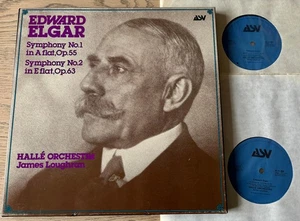 EDWARD
ELGAR
Symphony No.1
in A flat, Op.55
Symphony No.2
in E flat, Op.63
HALLÉ ORCHESTRA
James Loughran
ASV
ASV
ASV